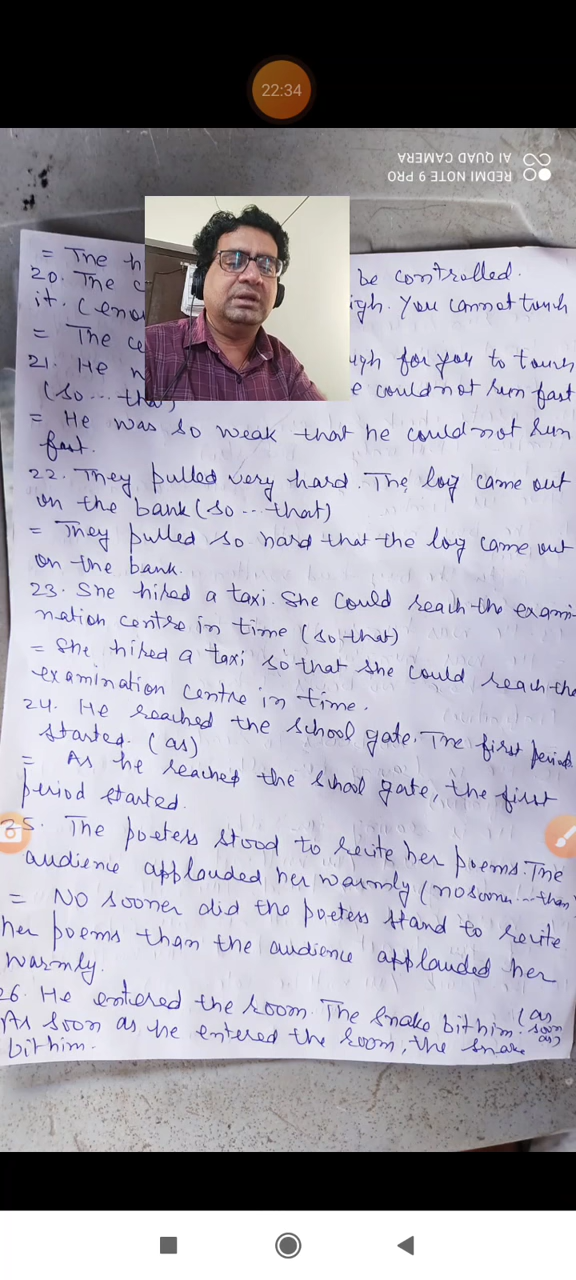 22:34
REDMI NOTE 9 PRO
AI QUAD CAMERA
= The h be controlled.
20. The c igh. You cannot touch
it. (eno
= The ce ugh for you to touch
21. He w e could not run fast
(so ... that)
= He was so weak that he could not run
fast.
22. They pulled very hard. The log came out
on the bank (so ... that)
= They pulled so hard that the log came out
on the bank.
23. She hired a taxi. She could reach the exami-
nation centre in time (so that)
= She hired a taxi so that she could reach the
examination centre in time.
24. He reached the school gate. The first period
started. (as)
= As he reached the shool gate, the first
period started.
25. The poetess stood to recite her poems. The
audience applauded her warmly (no sooner ... than)
= No sooner did the poetess stand to recite
her poems than the audience applauded her
warmly.
26. He entered the room. The snake bit him. (as soon as)
As soon as he entered the room, the snake
bit him.